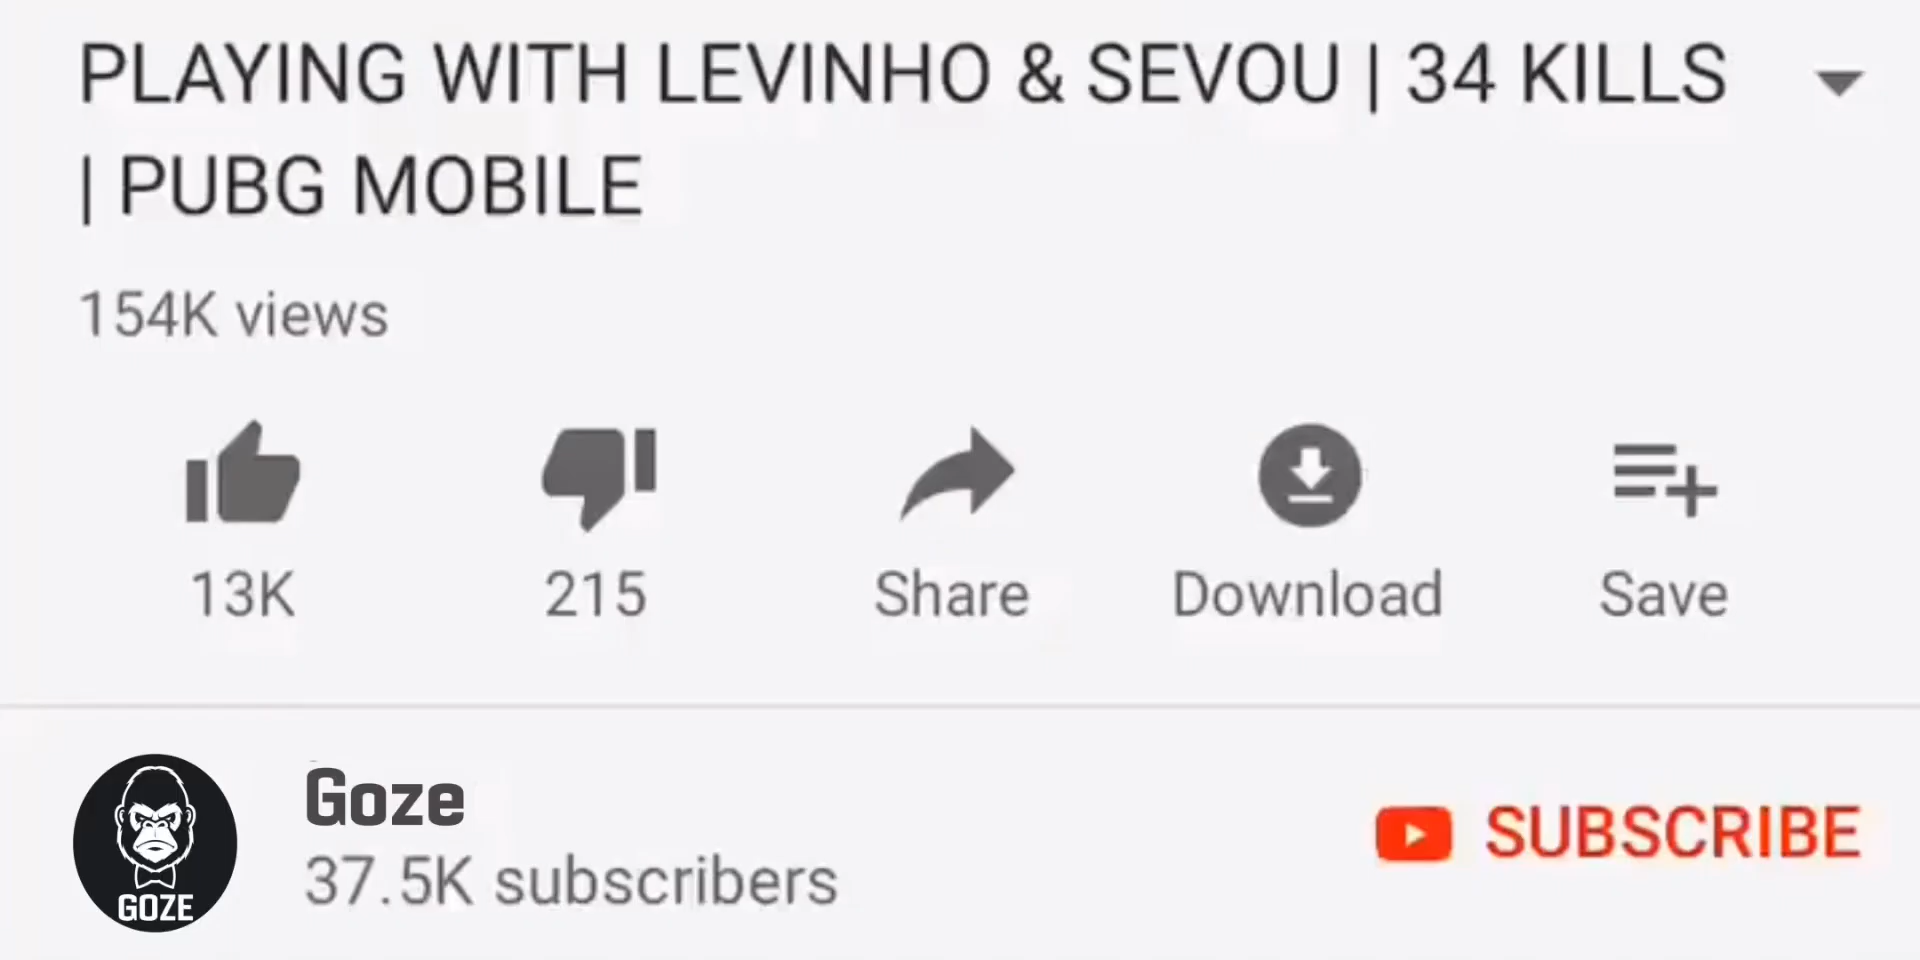 PLAYING WITH LEVINHO & SEVOU | 34 KILLS
| PUBG MOBILE
154K views
13K
215
Share
Download
Save
Goze
37.5K subscribers
SUBSCRIBE
GOZE